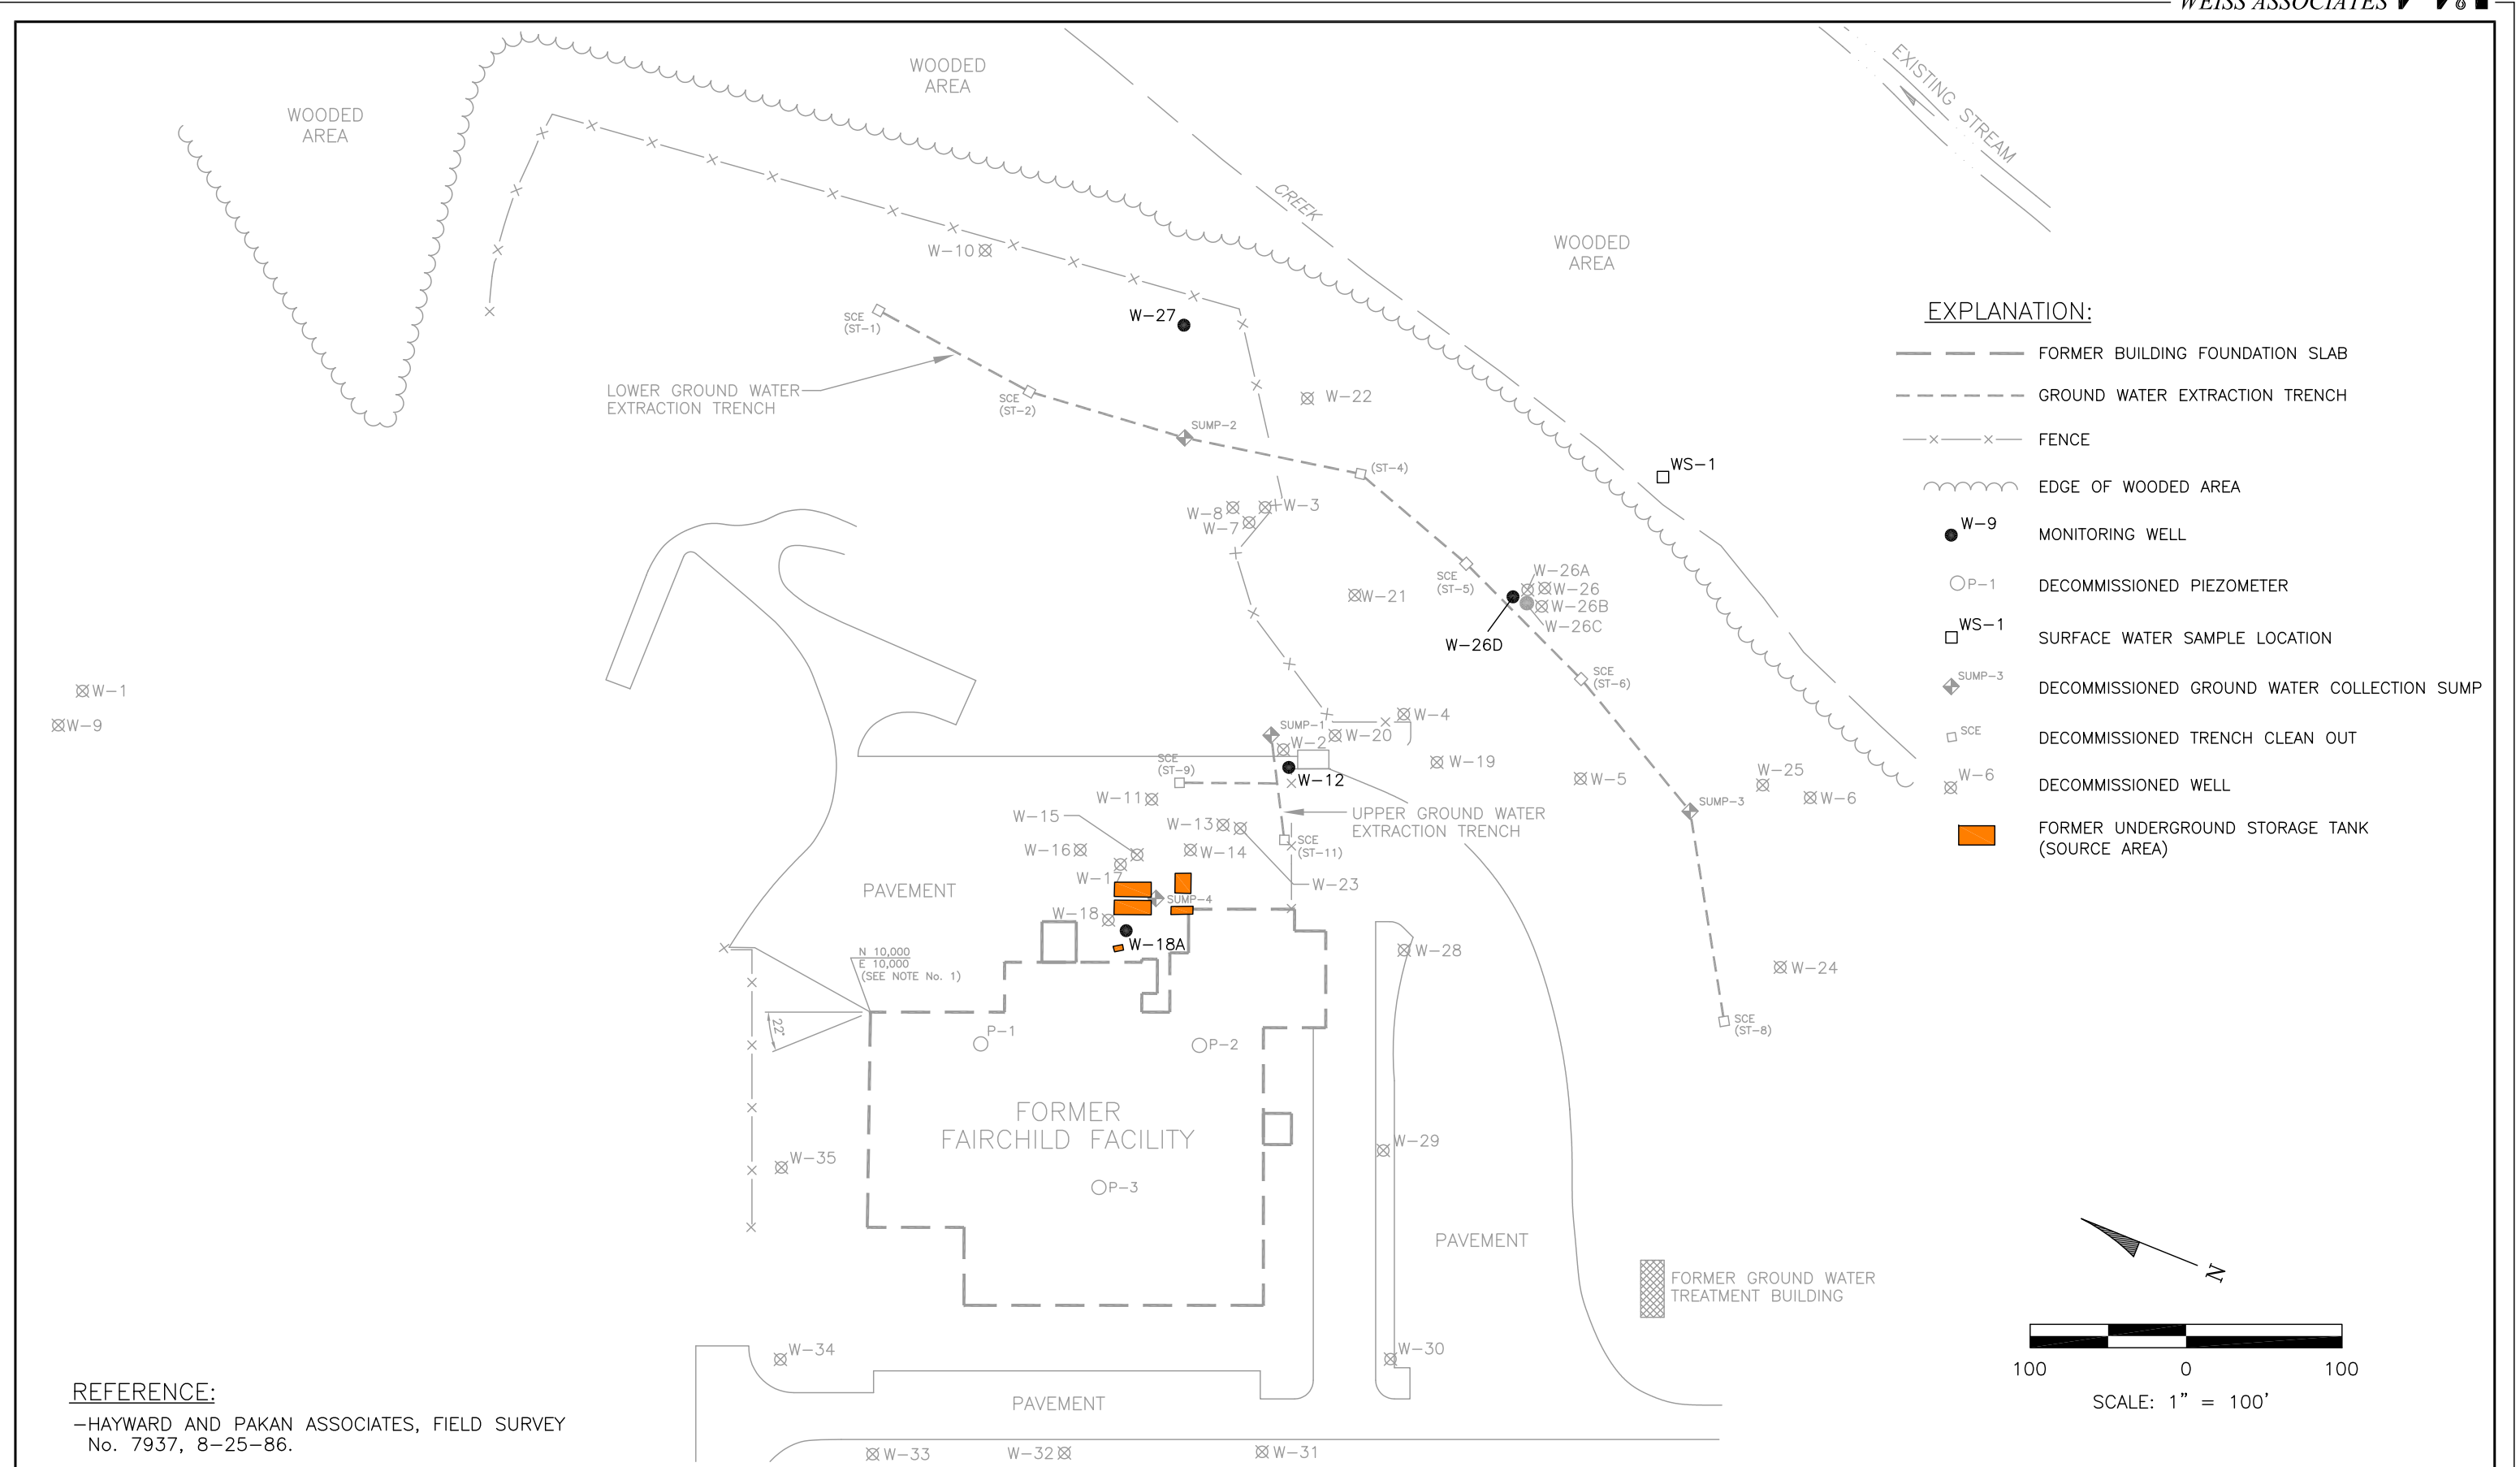 WEISS ASSOCIATES
WOODED
AREA
WOODED
AREA
EXISTING STREAM
CREEK
WOODED
AREA
W-10
W-27
SCE
(ST-1)
LOWER GROUND WATER
EXTRACTION TRENCH
SCE
(ST-2)
W-22
SUMP-2
(ST-4)
WS-1
W-8
W-3
W-7
SCE
(ST-5)
W-21
W-26A
W-26
W-26B
W-26C
W-26D
SCE
(ST-6)
W-1
W-9
W-4
SUMP-1
W-20
W-2
SCE
(ST-9)
W-12
W-19
W-5
W-25
W-6
SUMP-3
W-11
W-15
W-13
UPPER GROUND WATER
EXTRACTION TRENCH
SCE
(ST-11)
W-16
W-14
W-17
W-23
PAVEMENT
SUMP-4
W-18
W-18A
N 10,000
E 10,000
(SEE NOTE No. 1)
22°
W-28
W-24
SCE
(ST-8)
P-1
P-2
FORMER
FAIRCHILD FACILITY
P-3
W-35
W-29
PAVEMENT
FORMER GROUND WATER
TREATMENT BUILDING
W-34
W-30
PAVEMENT
W-33
W-32
W-31
EXPLANATION:
FORMER BUILDING FOUNDATION SLAB
GROUND WATER EXTRACTION TRENCH
FENCE
EDGE OF WOODED AREA
W-9
MONITORING WELL
P-1
DECOMMISSIONED PIEZOMETER
WS-1
SURFACE WATER SAMPLE LOCATION
SUMP-3
DECOMMISSIONED GROUND WATER COLLECTION SUMP
SCE
DECOMMISSIONED TRENCH CLEAN OUT
W-6
DECOMMISSIONED WELL
FORMER UNDERGROUND STORAGE TANK
(SOURCE AREA)
N
100 0 100
SCALE: 1" = 100'
REFERENCE:
-HAYWARD AND PAKAN ASSOCIATES, FIELD SURVEY
No. 7937, 8-25-86.